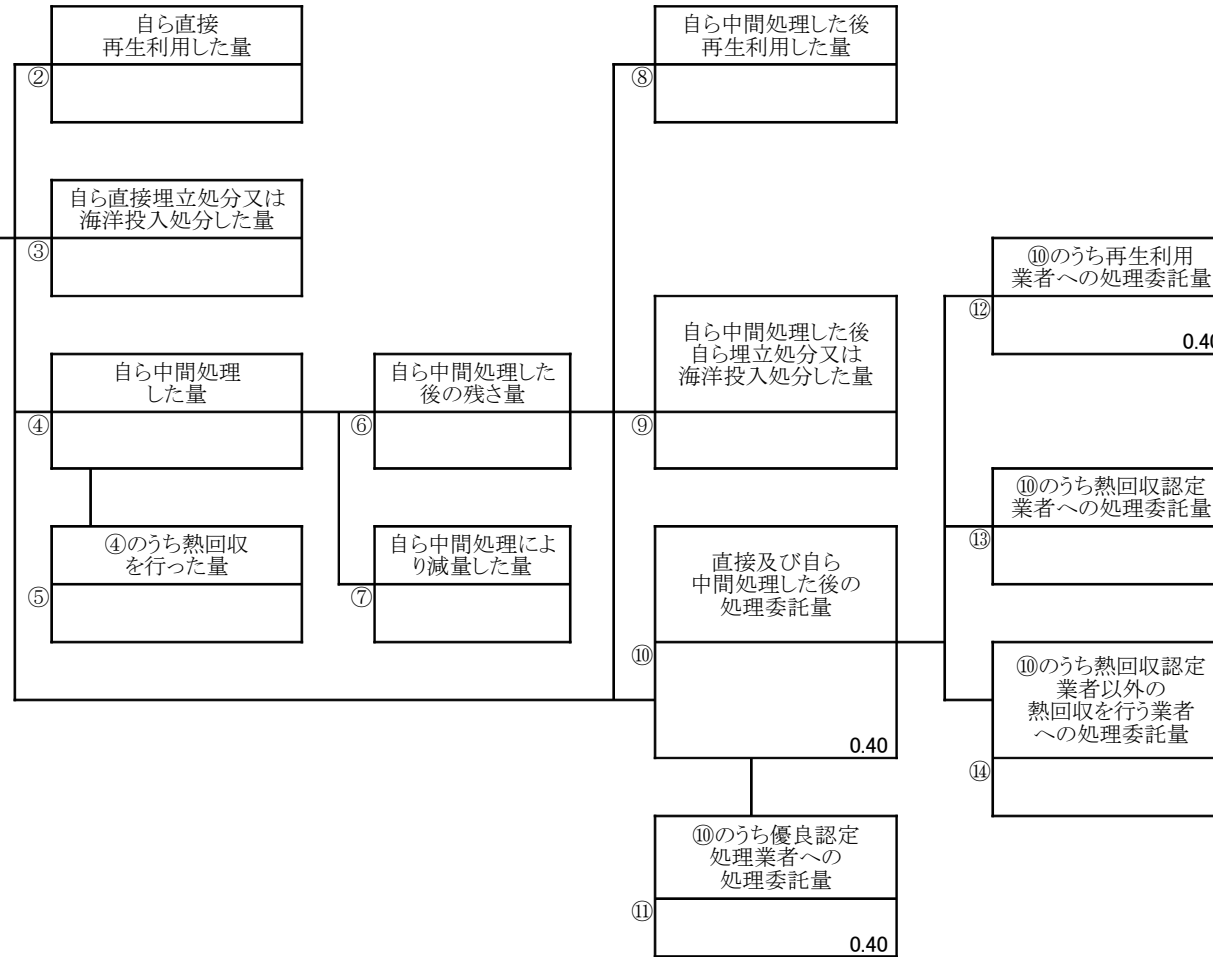 自ら直接
再生利用した量
②
自ら直接埋立処分又は
海洋投入処分した量
③
自ら中間処理
した量
④
④のうち熱回収
を行った量
⑤
自ら中間処理した
後の残さ量
⑥
自ら中間処理によ
り減量した量
⑦
自ら中間処理した後
再生利用した量
⑧
自ら中間処理した後
自ら埋立処分又は
海洋投入処分した量
⑨
直接及び自ら
中間処理した後の
処理委託量
⑩
0.40
⑩のうち優良認定
処理業者への
処理委託量
⑪
0.40
⑩のうち再生利用
業者への処理委託量
⑫
0.40
⑩のうち熱回収認定
業者への処理委託量
⑬
⑩のうち熱回収認定
業者以外の
熱回収を行う業者
への処理委託量
⑭